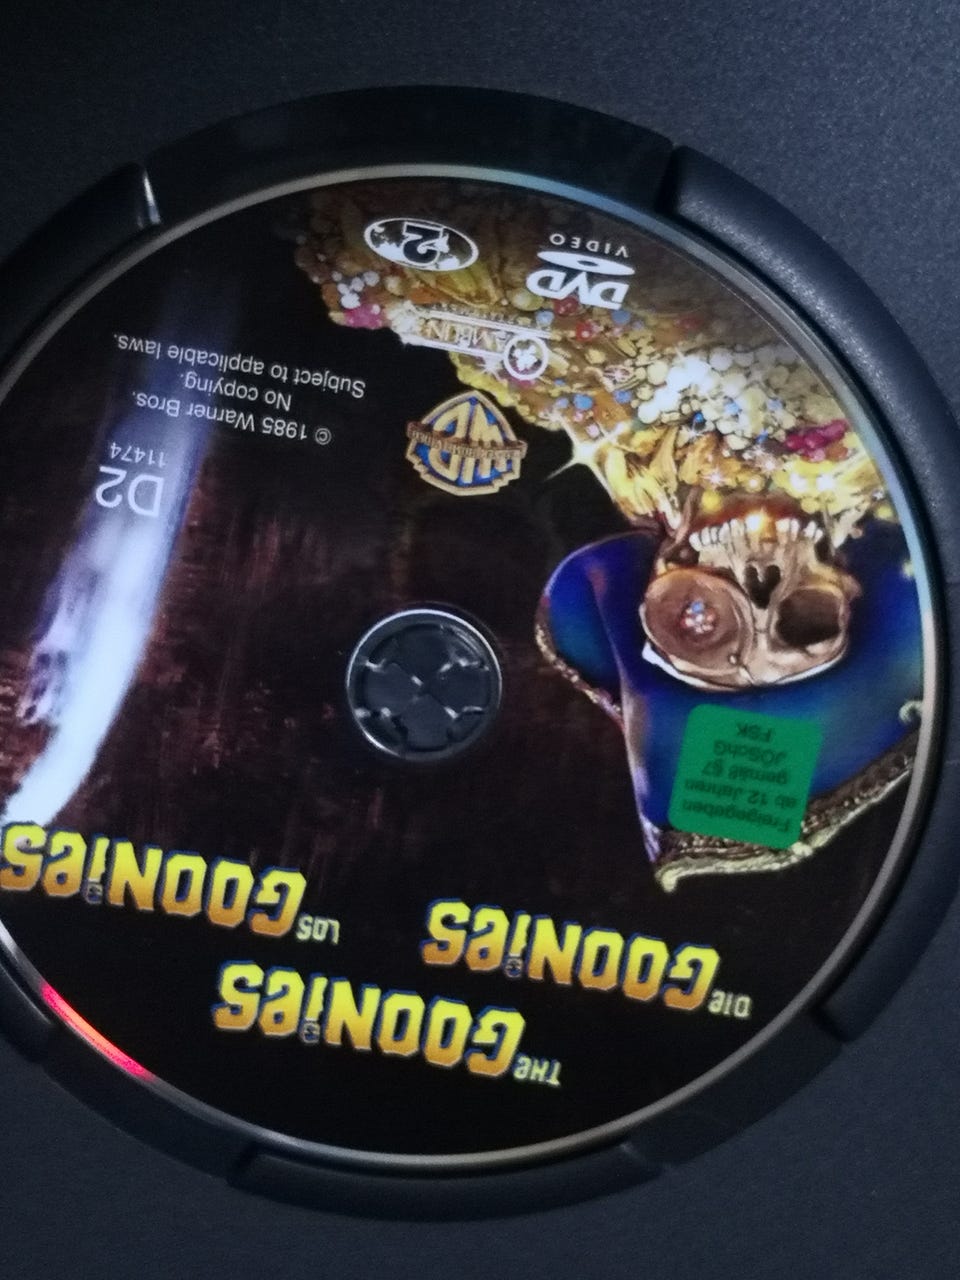 THE GOONIES
DIE GOONIES
LOS GOONIES
Freigegeben
ab 12 Jahren
gemäß §7
JÖSchG
FSK
D2
11474
© 1985 Warner Bros.
No copying.
Subject to applicable laws.
AMBLIN
DVD
VIDEO
2